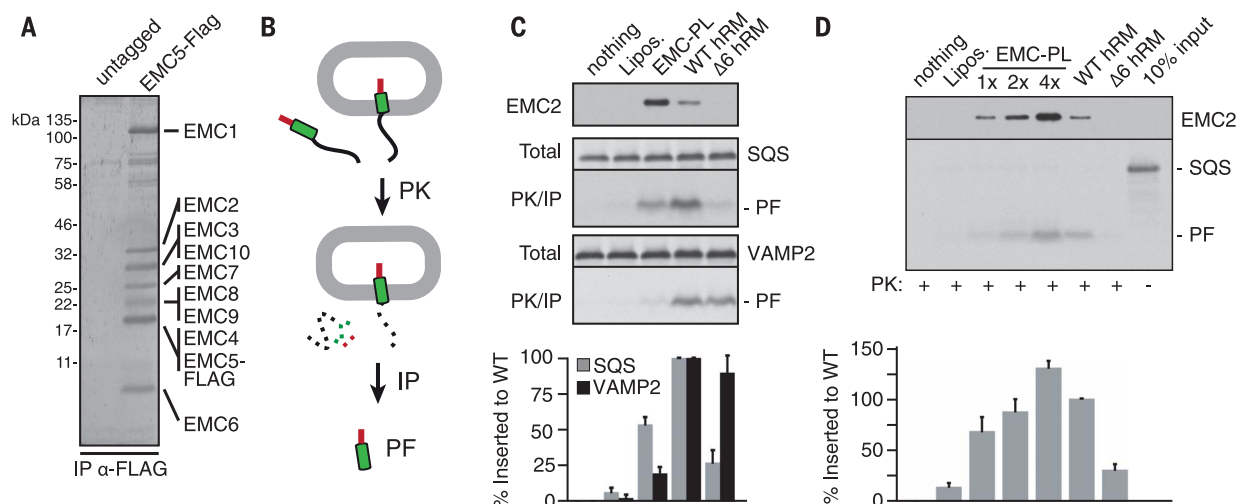 A
untagged
EMC5-Flag
kDa 135-
100-
75-
58-
46-
32-
25-
22-
17-
11-
EMC1
EMC2
EMC3
EMC10
EMC7
EMC8
EMC9
EMC4
EMC5-
FLAG
EMC6
IP α-FLAG
B
PK
IP
PF
C
nothing
Lipos.
EMC-PL
WT hRM
Δ6 hRM
EMC2
Total
SQS
PK/IP
- PF
Total
VAMP2
PK/IP
- PF
% Inserted to WT
100
75
50
25
SQS
VAMP2
D
nothing
Lipos.
EMC-PL
1x 2x 4x
WT hRM
Δ6 hRM
10% input
EMC2
- SQS
- PF
PK: + + + + + + + -
% Inserted to WT
150
125
100
75
50
25